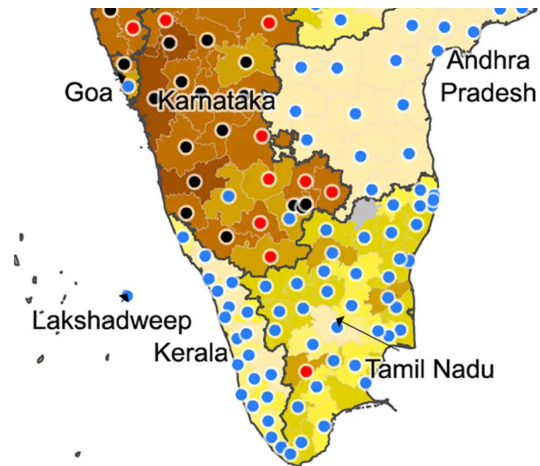 Andhra
Pradesh
Goa
Karnataka
Lakshadweep
Kerala
Tamil Nadu